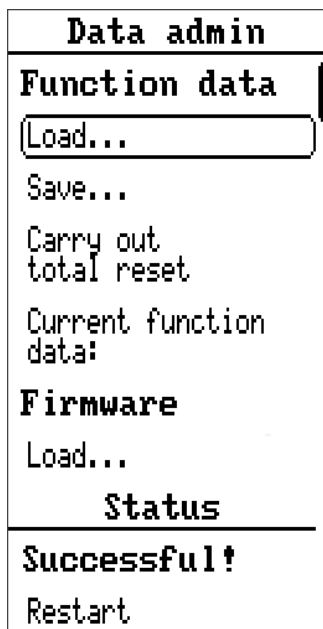 Data admin
Function data
Load...
Save...
Carry out
total reset
Current function
data:
Firmware
Load...
Status
Successful!
Restart